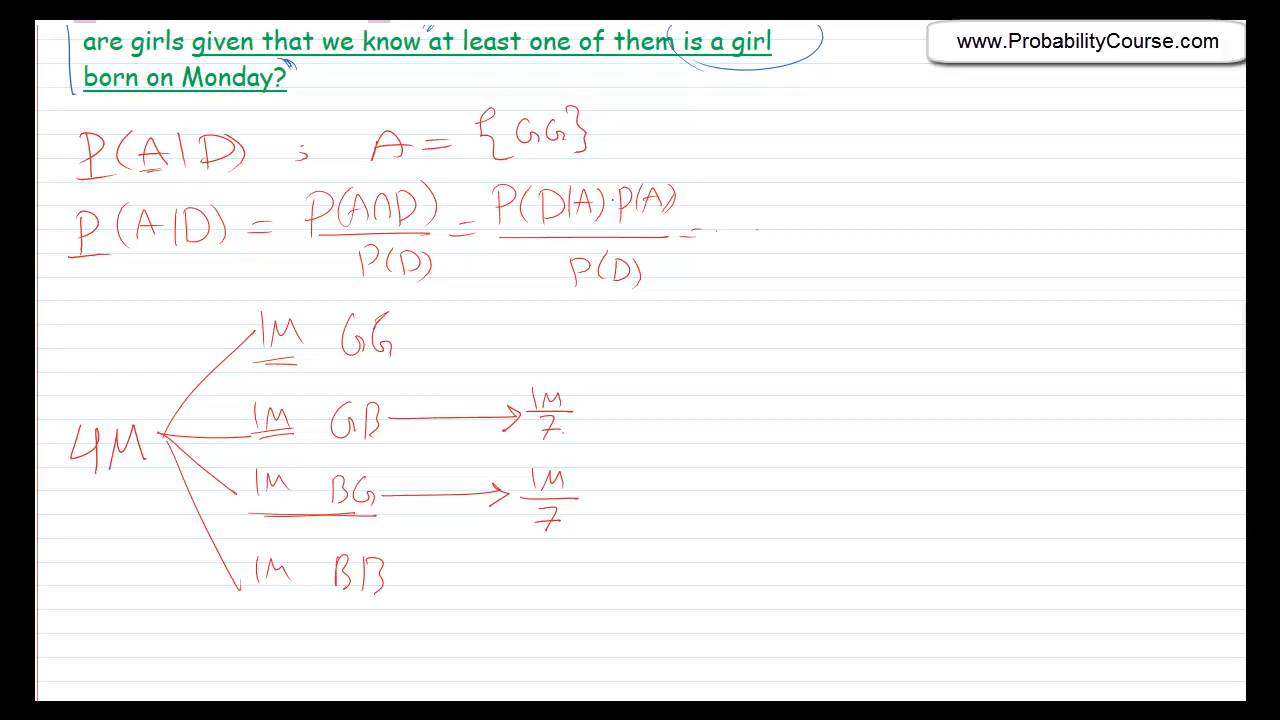 www.ProbabilityCourse.com
are girls given that we know at least one of them is a girl
born on Monday?
P(A|D) ; A = {GG}
P(A|D) = P(A∩D) / P(D) = P(D|A)·P(A) / P(D) = ....
1M GG
1M GB → 1M/7
4M
1M BG → 1M/7
1M BB